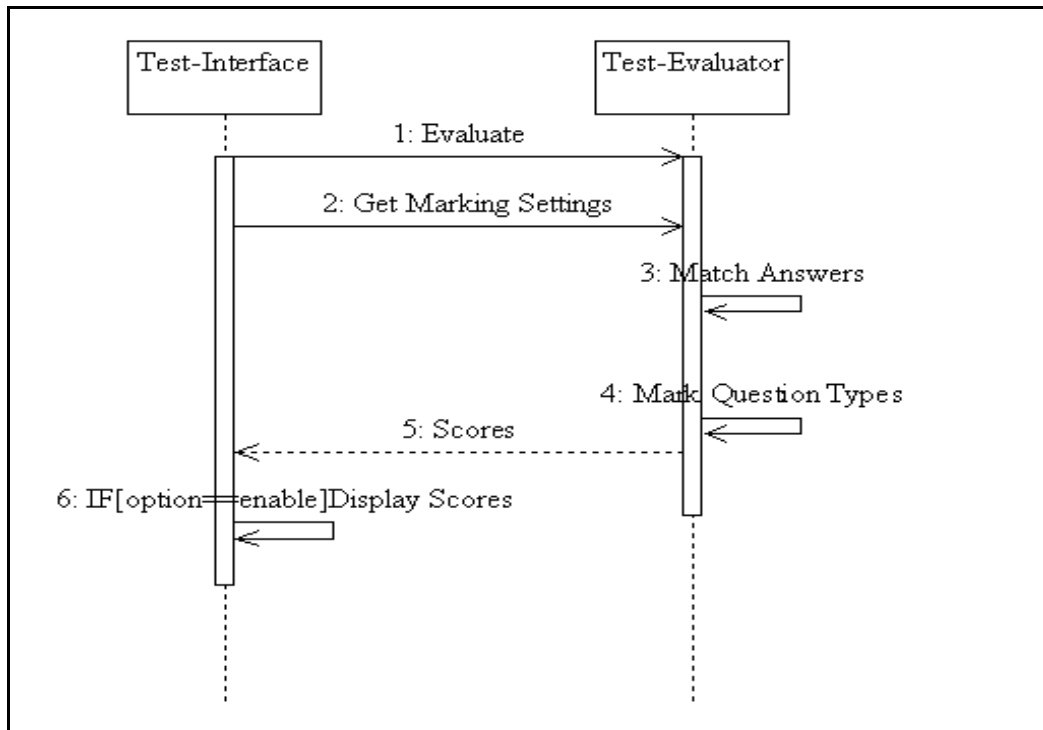 Test-Interface
Test-Evaluator
1: Evaluate
2: Get Marking Settings
3: Match Answers
4: Mark Question Types
5: Scores
6: IF[option==enable]Display Scores